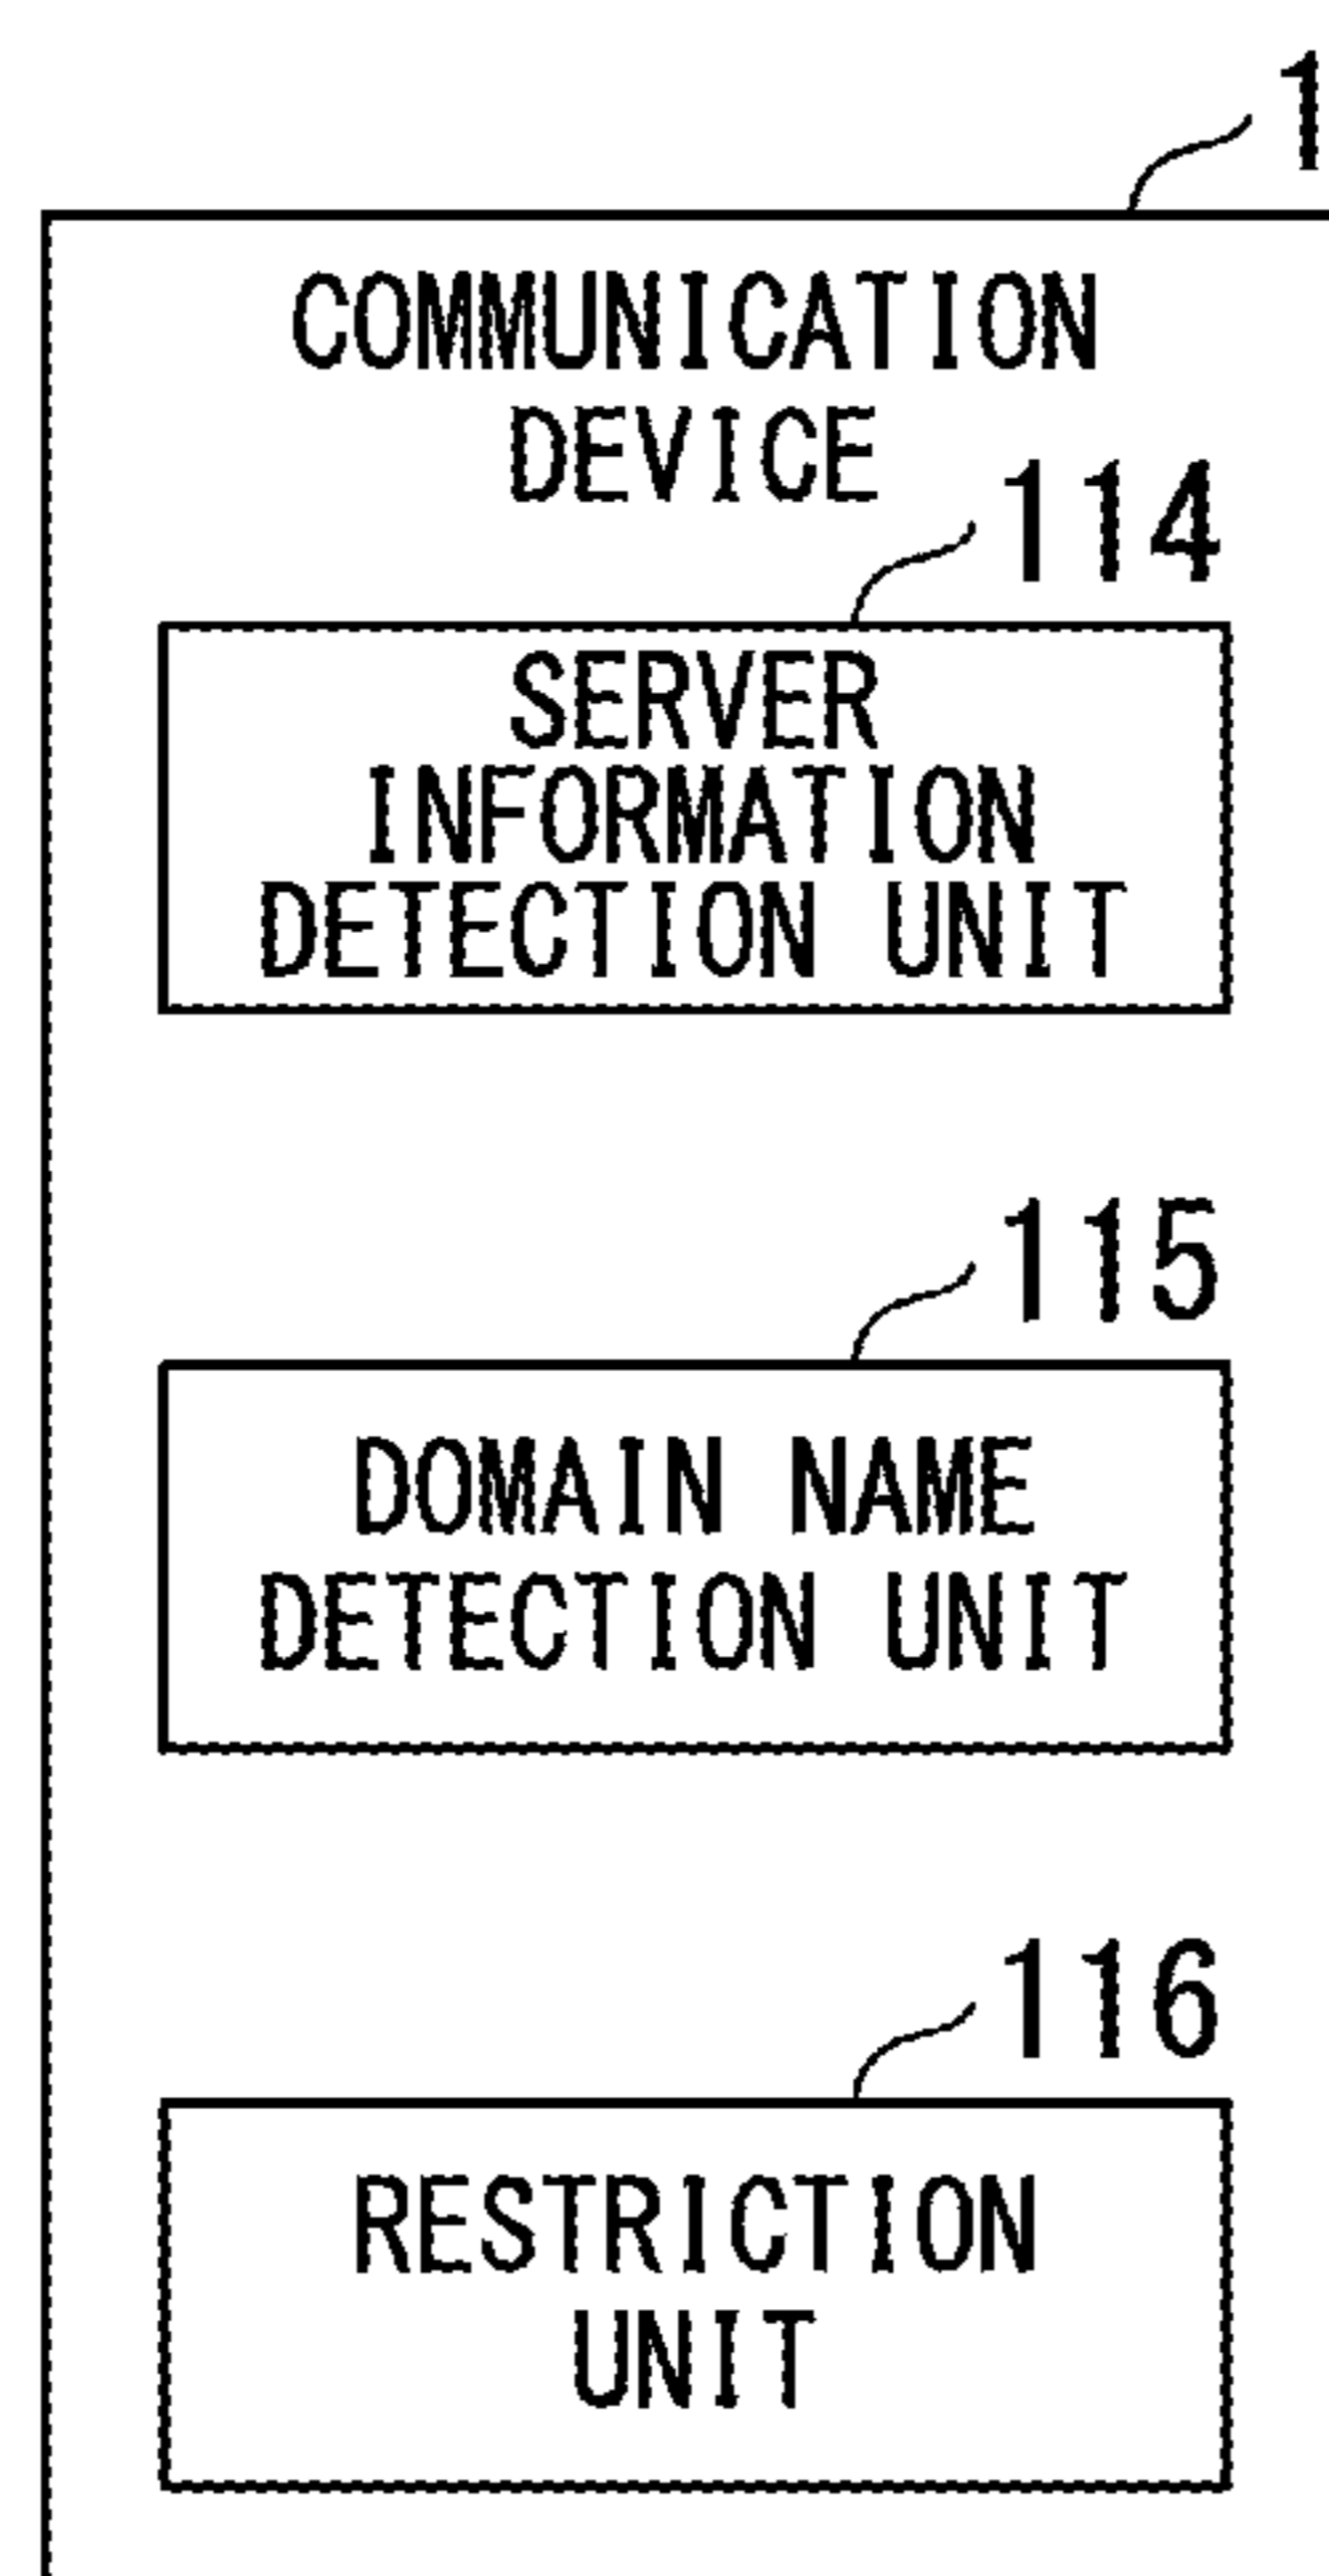 1
COMMUNICATION
DEVICE
114
SERVER
INFORMATION
DETECTION UNIT
115
DOMAIN NAME
DETECTION UNIT
116
RESTRICTION
UNIT